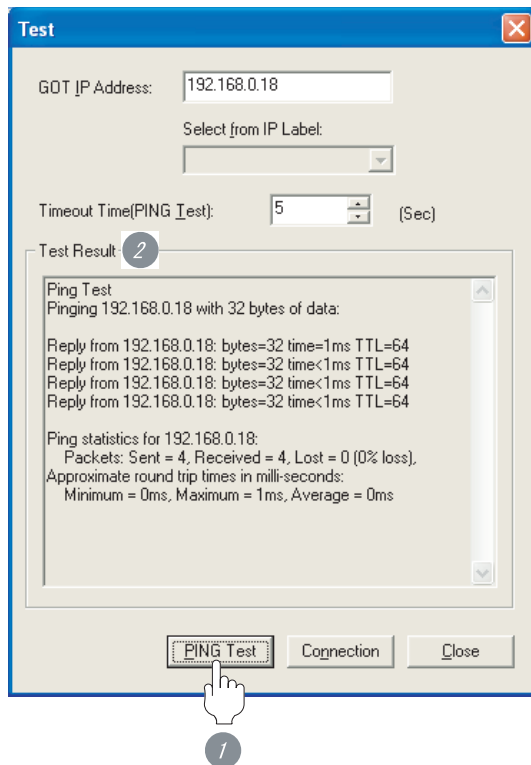 Test
GOT IP Address: 192.168.0.18
Select from IP Label:
Timeout Time(PING Test): 5 (Sec)
Test Result 2
Ping Test
Pinging 192.168.0.18 with 32 bytes of data:
Reply from 192.168.0.18: bytes=32 time=1ms TTL=64
Reply from 192.168.0.18: bytes=32 time<1ms TTL=64
Reply from 192.168.0.18: bytes=32 time<1ms TTL=64
Reply from 192.168.0.18: bytes=32 time<1ms TTL=64
Ping statistics for 192.168.0.18:
Packets: Sent = 4, Received = 4, Lost = 0 (0% loss),
Approximate round trip times in milli-seconds:
Minimum = 0ms, Maximum = 1ms, Average = 0ms
PING Test Connection Close
1